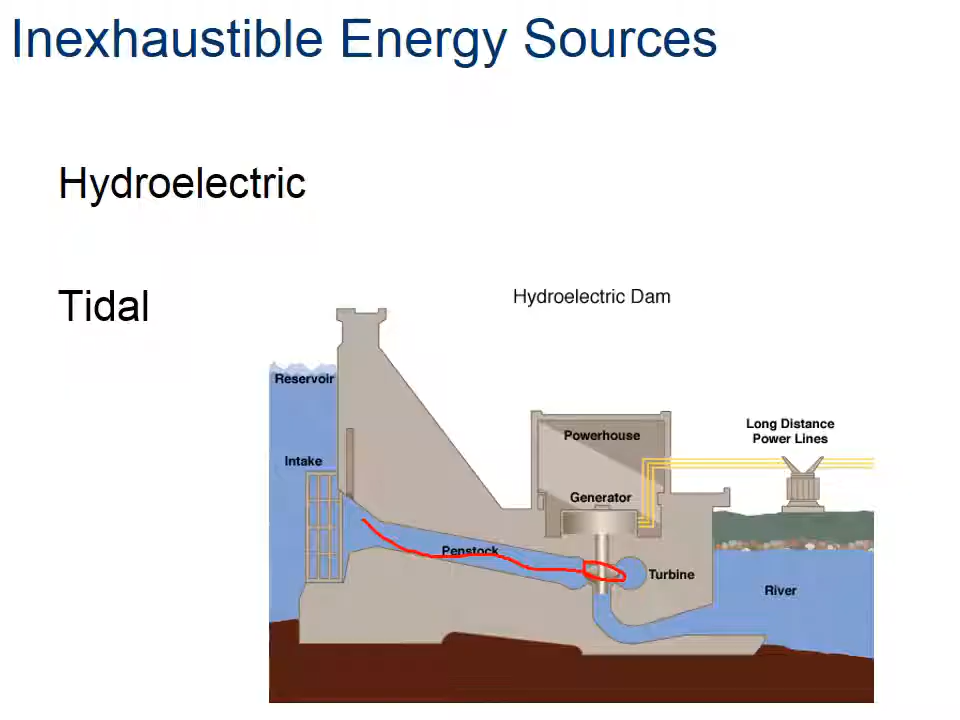 Inexhaustible Energy Sources
Hydroelectric
Tidal
Hydroelectric Dam
Reservoir
Intake
Penstock
Powerhouse
Generator
Turbine
Long Distance
Power Lines
River